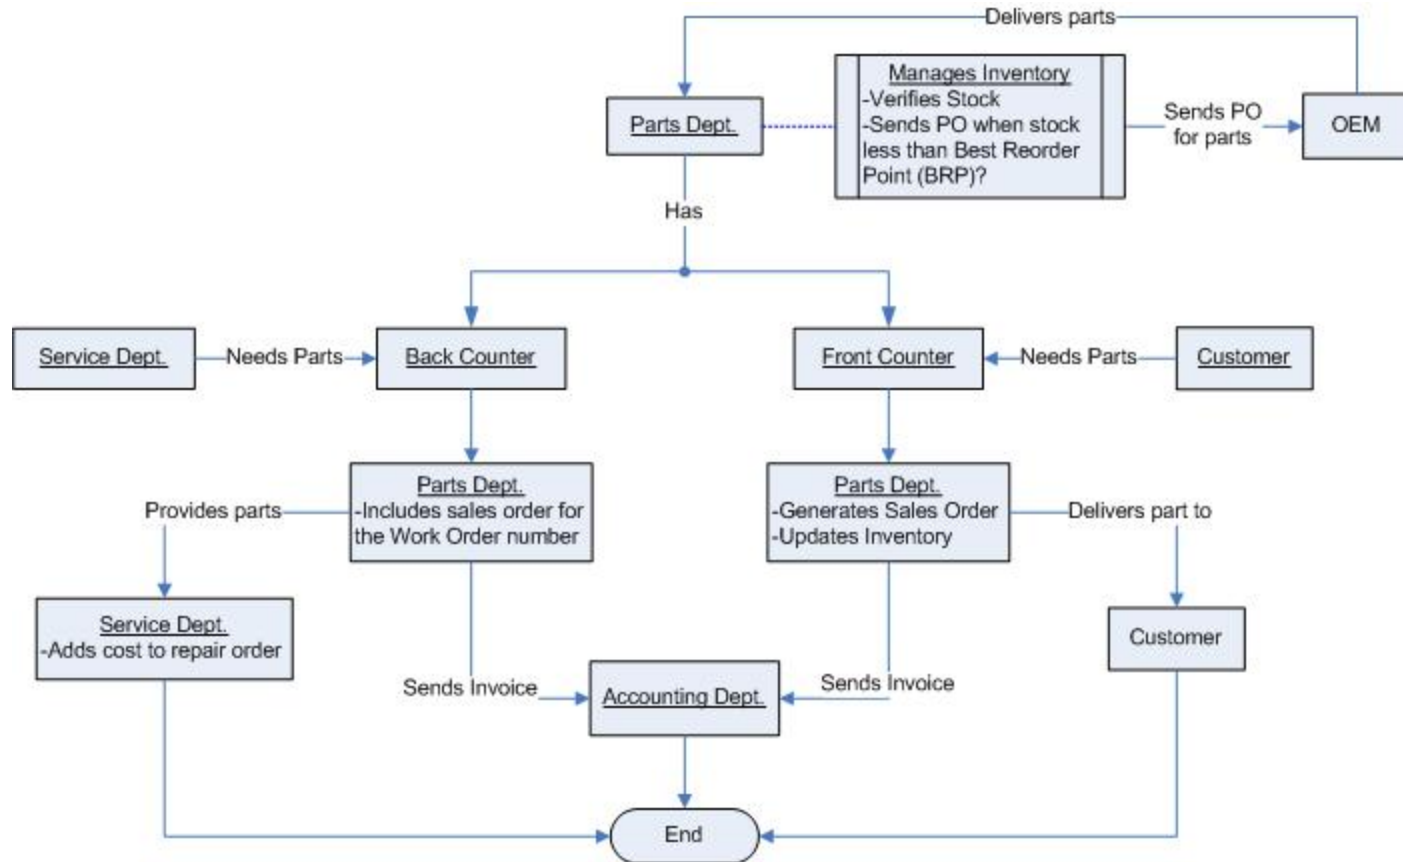 Delivers parts
Manages Inventory
-Verifies Stock
-Sends PO when stock
less than Best Reorder
Point (BRP)?
Parts Dept.
Sends PO
for parts
OEM
Has
Service Dept.
Needs Parts
Back Counter
Front Counter
Needs Parts
Customer
Parts Dept.
-Includes sales order for
the Work Order number
Provides parts
Parts Dept.
-Generates Sales Order
-Updates Inventory
Delivers part to
Service Dept.
-Adds cost to repair order
Customer
Sends Invoice
Accounting Dept.
Sends Invoice
End